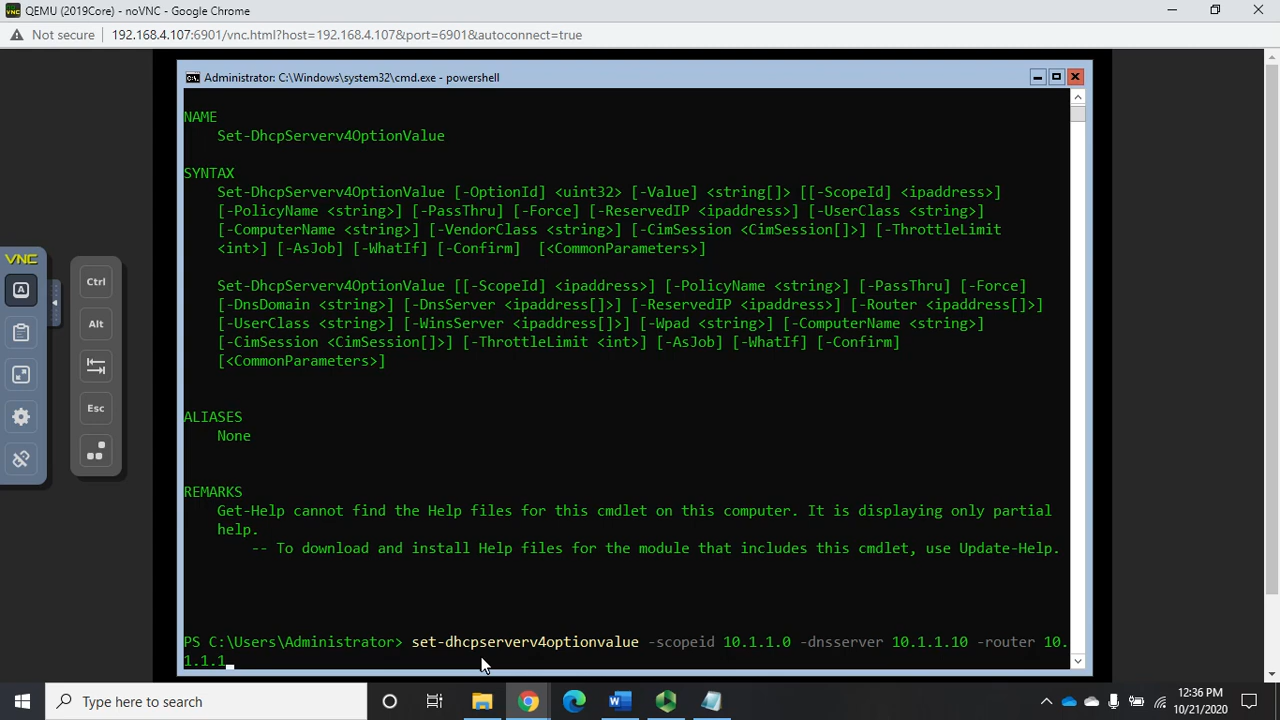 QEMU (2019Core) - noVNC - Google Chrome
Not secure
192.168.4.107:6901/vnc.html?host=192.168.4.107&port=6901&autoconnect=true
Administrator: C:\Windows\system32\cmd.exe - powershell
NAME
Set-DhcpServerv4OptionValue
SYNTAX
Set-DhcpServerv4OptionValue [-OptionId] <uint32> [-Value] <string[]> [[-ScopeId] <ipaddress>]
[-PolicyName <string>] [-PassThru] [-Force] [-ReservedIP <ipaddress>] [-UserClass <string>]
[-ComputerName <string>] [-VendorClass <string>] [-CimSession <CimSession[]>] [-ThrottleLimit
<int>] [-AsJob] [-WhatIf] [-Confirm]  [<CommonParameters>]
Set-DhcpServerv4OptionValue [[-ScopeId] <ipaddress>] [-PolicyName <string>] [-PassThru] [-Force]
[-DnsDomain <string>] [-DnsServer <ipaddress[]>] [-ReservedIP <ipaddress>] [-Router <ipaddress[]>]
[-UserClass <string>] [-WinsServer <ipaddress[]>] [-Wpad <string>] [-ComputerName <string>]
[-CimSession <CimSession[]>] [-ThrottleLimit <int>] [-AsJob] [-WhatIf] [-Confirm]
[<CommonParameters>]
ALIASES
None
REMARKS
Get-Help cannot find the Help files for this cmdlet on this computer. It is displaying only partial
help.
-- To download and install Help files for the module that includes this cmdlet, use Update-Help.
PS C:\Users\Administrator> set-dhcpserverv4optionvalue -scopeid 10.1.1.0 -dnsserver 10.1.1.10 -router 10.
1.1.1_
VNC
A
Ctrl
Alt
Esc
Type here to search
12:36 PM
10/21/2020